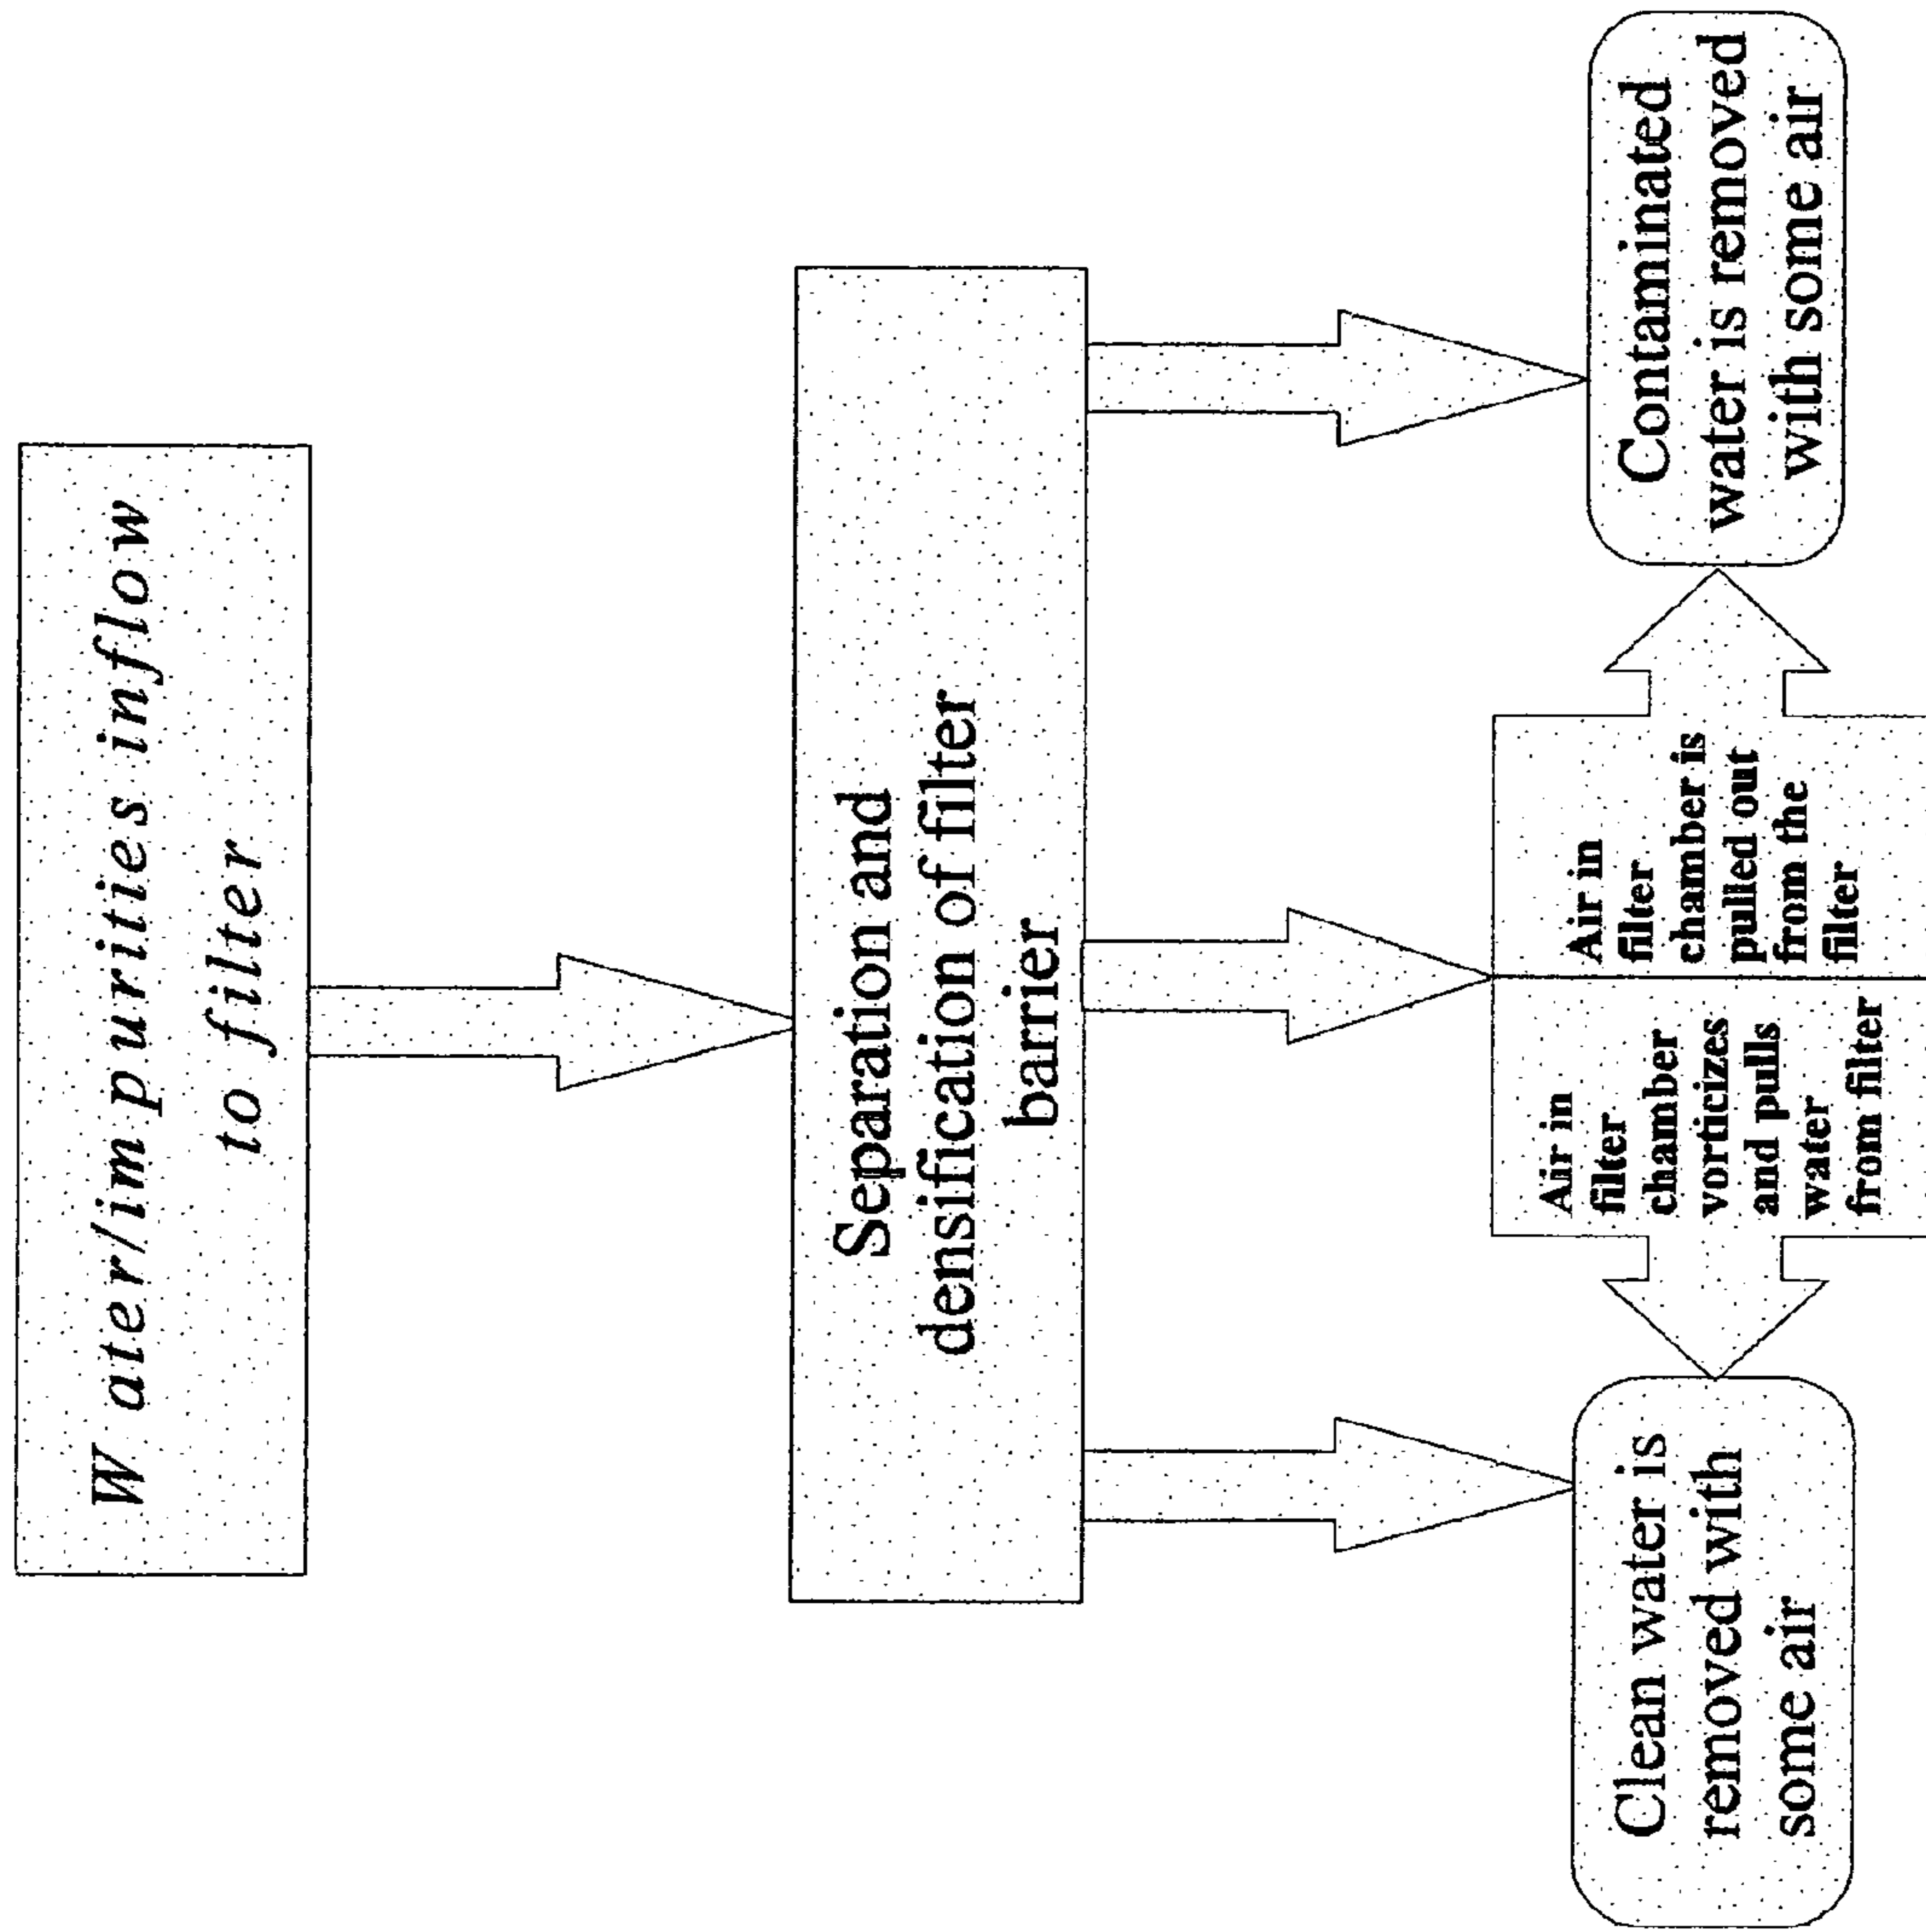 Water/impurities inflow
to filter
Separation and
densification of filter
barrier
Clean water is
removed with
some air
Air in
filter
chamber
vorticizes
and pulls
water
from filter
Air in
filter
chamber is
pulled out
from the
filter
Contaminated
water is removed
with some air